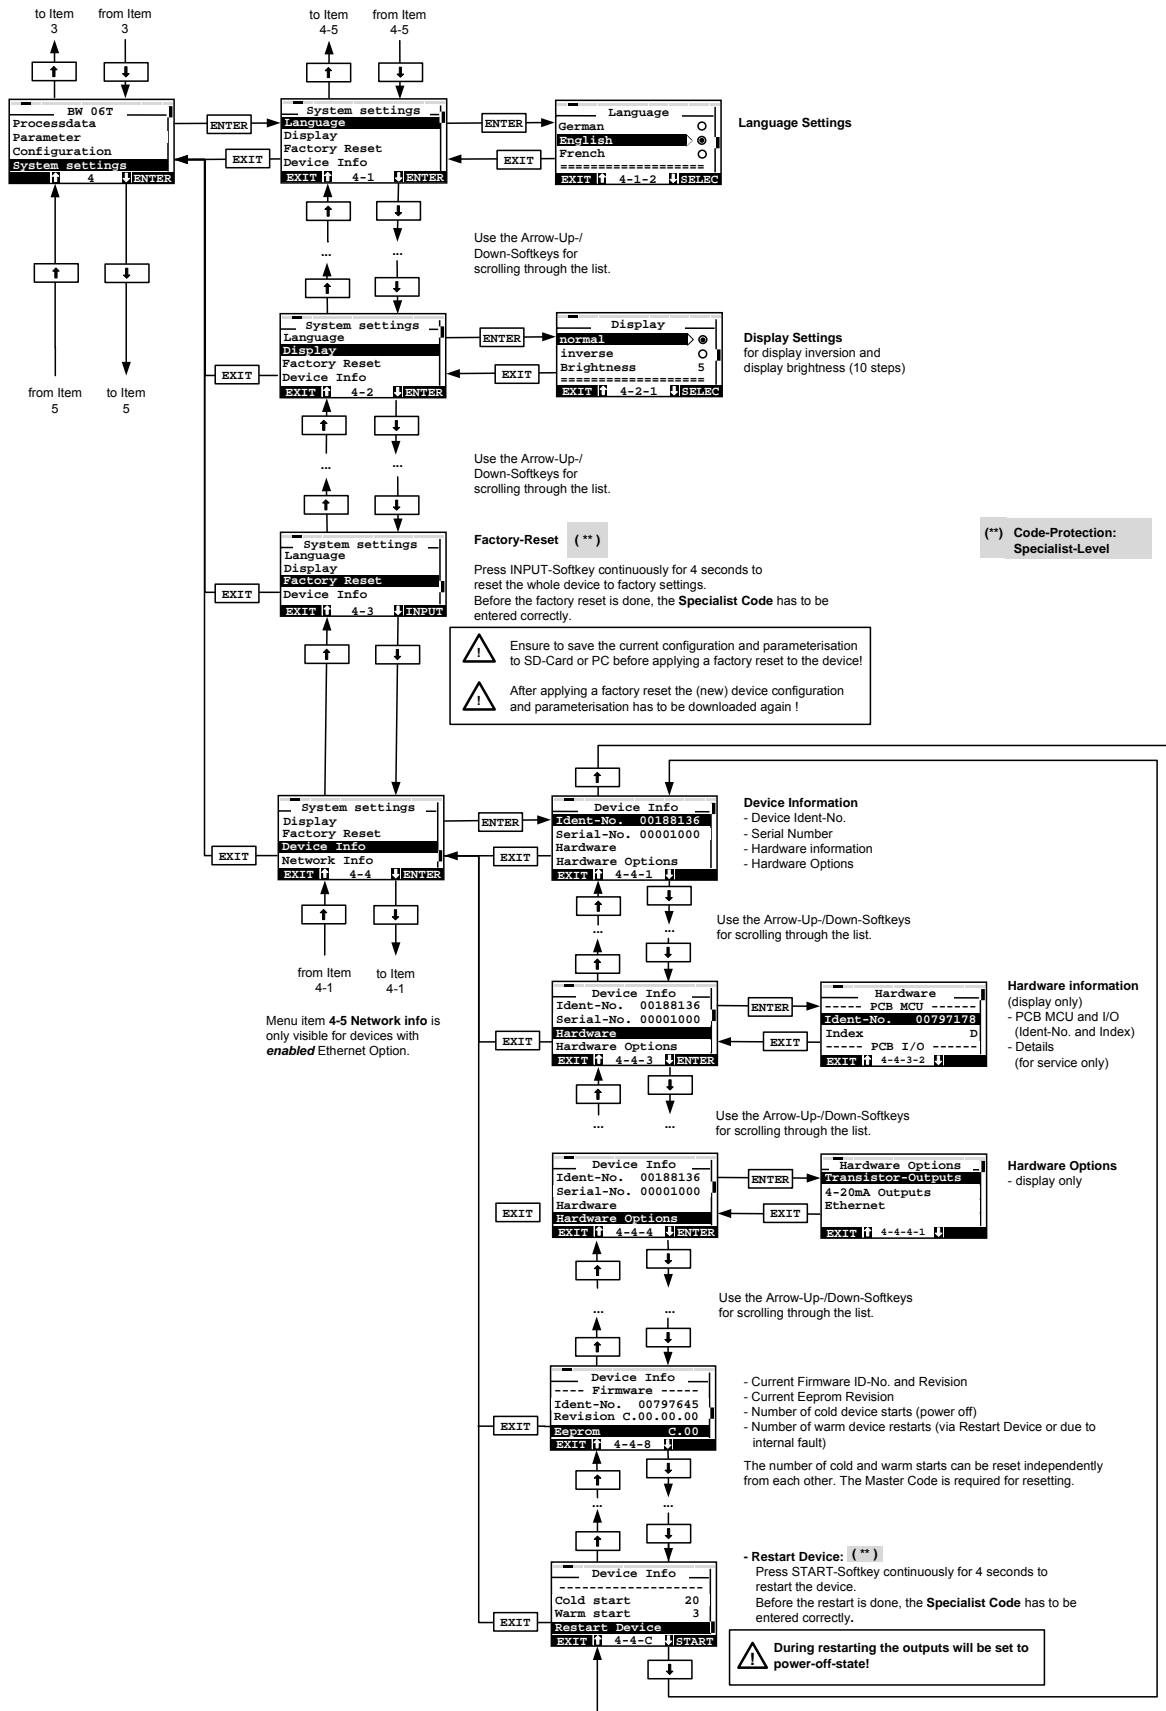 to Item
3
from Item
3
to Item
4-5
from Item
4-5
BW 06T
Processdata
Parameter
Configuration
System settings
4 ENTER
ENTER
EXIT
System settings
Language
Display
Factory Reset
Device Info
EXIT 4-1 ENTER
ENTER
EXIT
Language
German
English
French
====================
EXIT 4-1-2 SELEC
Language Settings
from Item
5
to Item
5
...
...
Use the Arrow-Up-/
Down-Softkeys for
scrolling through the list.
EXIT
System settings
Language
Display
Factory Reset
Device Info
EXIT 4-2 ENTER
ENTER
EXIT
Display
normal
inverse
Brightness 5
====================
EXIT 4-2-1 SELEC
Display Settings
for display inversion and
display brightness (10 steps)
...
...
Use the Arrow-Up-/
Down-Softkeys for
scrolling through the list.
EXIT
System settings
Language
Display
Factory Reset
Device Info
EXIT 4-3 INPUT
Factory-Reset (**)
Press INPUT-Softkey continuously for 4 seconds to
reset the whole device to factory settings.
Before the factory reset is done, the Specialist Code has to be
entered correctly.
(**) Code-Protection:
Specialist-Level
! Ensure to save the current configuration and parameterisation
to SD-Card or PC before applying a factory reset to the device!
! After applying a factory reset the (new) device configuration
and parameterisation has to be downloaded again !
EXIT
System settings
Display
Factory Reset
Device Info
Network Info
EXIT 4-4 ENTER
from Item
4-1
to Item
4-1
Menu item 4-5 Network info is
only visible for devices with
enabled Ethernet Option.
ENTER
EXIT
Device Info
Ident-No. 00188136
Serial-No. 00001000
Hardware
Hardware Options
EXIT 4-4-1
Device Information
- Device Ident-No.
- Serial Number
- Hardware information
- Hardware Options
...
...
Use the Arrow-Up-/Down-Softkeys
for scrolling through the list.
EXIT
Device Info
Ident-No. 00188136
Serial-No. 00001000
Hardware
Hardware Options
EXIT 4-4-3 ENTER
ENTER
EXIT
Hardware
----- PCB MCU ------
Ident-No. 00797178
Index D
----- PCB I/O ------
EXIT 4-4-3-2
Hardware information
(display only)
- PCB MCU and I/O
(Ident-No. and Index)
- Details
(for service only)
...
...
Use the Arrow-Up-/Down-Softkeys
for scrolling through the list.
EXIT
Device Info
Ident-No. 00188136
Serial-No. 00001000
Hardware
Hardware Options
EXIT 4-4-4 ENTER
ENTER
EXIT
Hardware Options
Transistor-Outputs
4-20mA Outputs
Ethernet
EXIT 4-4-4-1
Hardware Options
- display only
...
...
Use the Arrow-Up-/Down-Softkeys
for scrolling through the list.
EXIT
Device Info
---- Firmware -----
Ident-No. 00797645
Revision C.00.00.00
Eeprom C.00
EXIT 4-4-8
- Current Firmware ID-No. and Revision
- Current Eeprom Revision
- Number of cold device starts (power off)
- Number of warm device restarts (via Restart Device or due to
internal fault)
The number of cold and warm starts can be reset independently
from each other. The Master Code is required for resetting.
...
...
EXIT
Device Info
--------------------
Cold start 20
Warm start 3
Restart Device
EXIT 4-4-C START
- Restart Device: (**)
Press START-Softkey continuously for 4 seconds to
restart the device.
Before the restart is done, the Specialist Code has to be
entered correctly.
! During restarting the outputs will be set to
power-off-state!